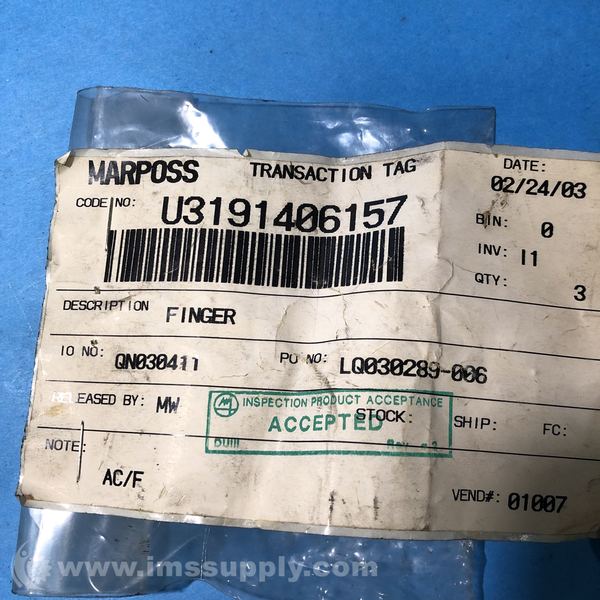 MARPOSS TRANSACTION TAG DATE:
02/24/03
CODE NO: U3191406157 BIN: 0
INV: I1
QTY: 3
DESCRIPTION FINGER
IO NO: QN030411 PO NO: LQ030289-006
RELEASED BY: MW
INSPECTION PRODUCT ACCEPTANCE
ACCEPTED
STOCK: SHIP: FC:
NOTE: AC/F
VEND#: 01007
www.imssupply.com